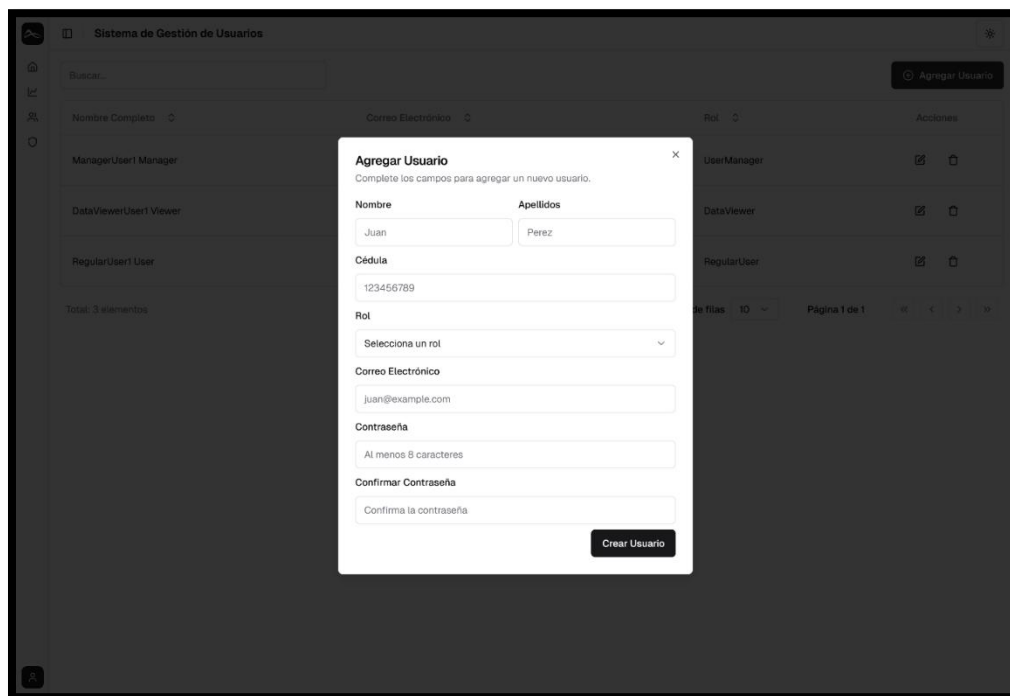 Sistema de Gestión de Usuarios
Buscar...
Agregar Usuario
Nombre Completo
Correo Electrónico
Rol
Acciones
ManagerUser1 Manager
UserManager
DataViewerUser1 Viewer
DataViewer
RegularUser1 User
RegularUser
Total: 3 elementos
de filas
10
Página 1 de 1
Agregar Usuario
Complete los campos para agregar un nuevo usuario.
Nombre
Apellidos
Juan
Perez
Cédula
123456789
Rol
Selecciona un rol
Correo Electrónico
juan@example.com
Contraseña
Al menos 8 caracteres
Confirmar Contraseña
Confirma la contraseña
Crear Usuario